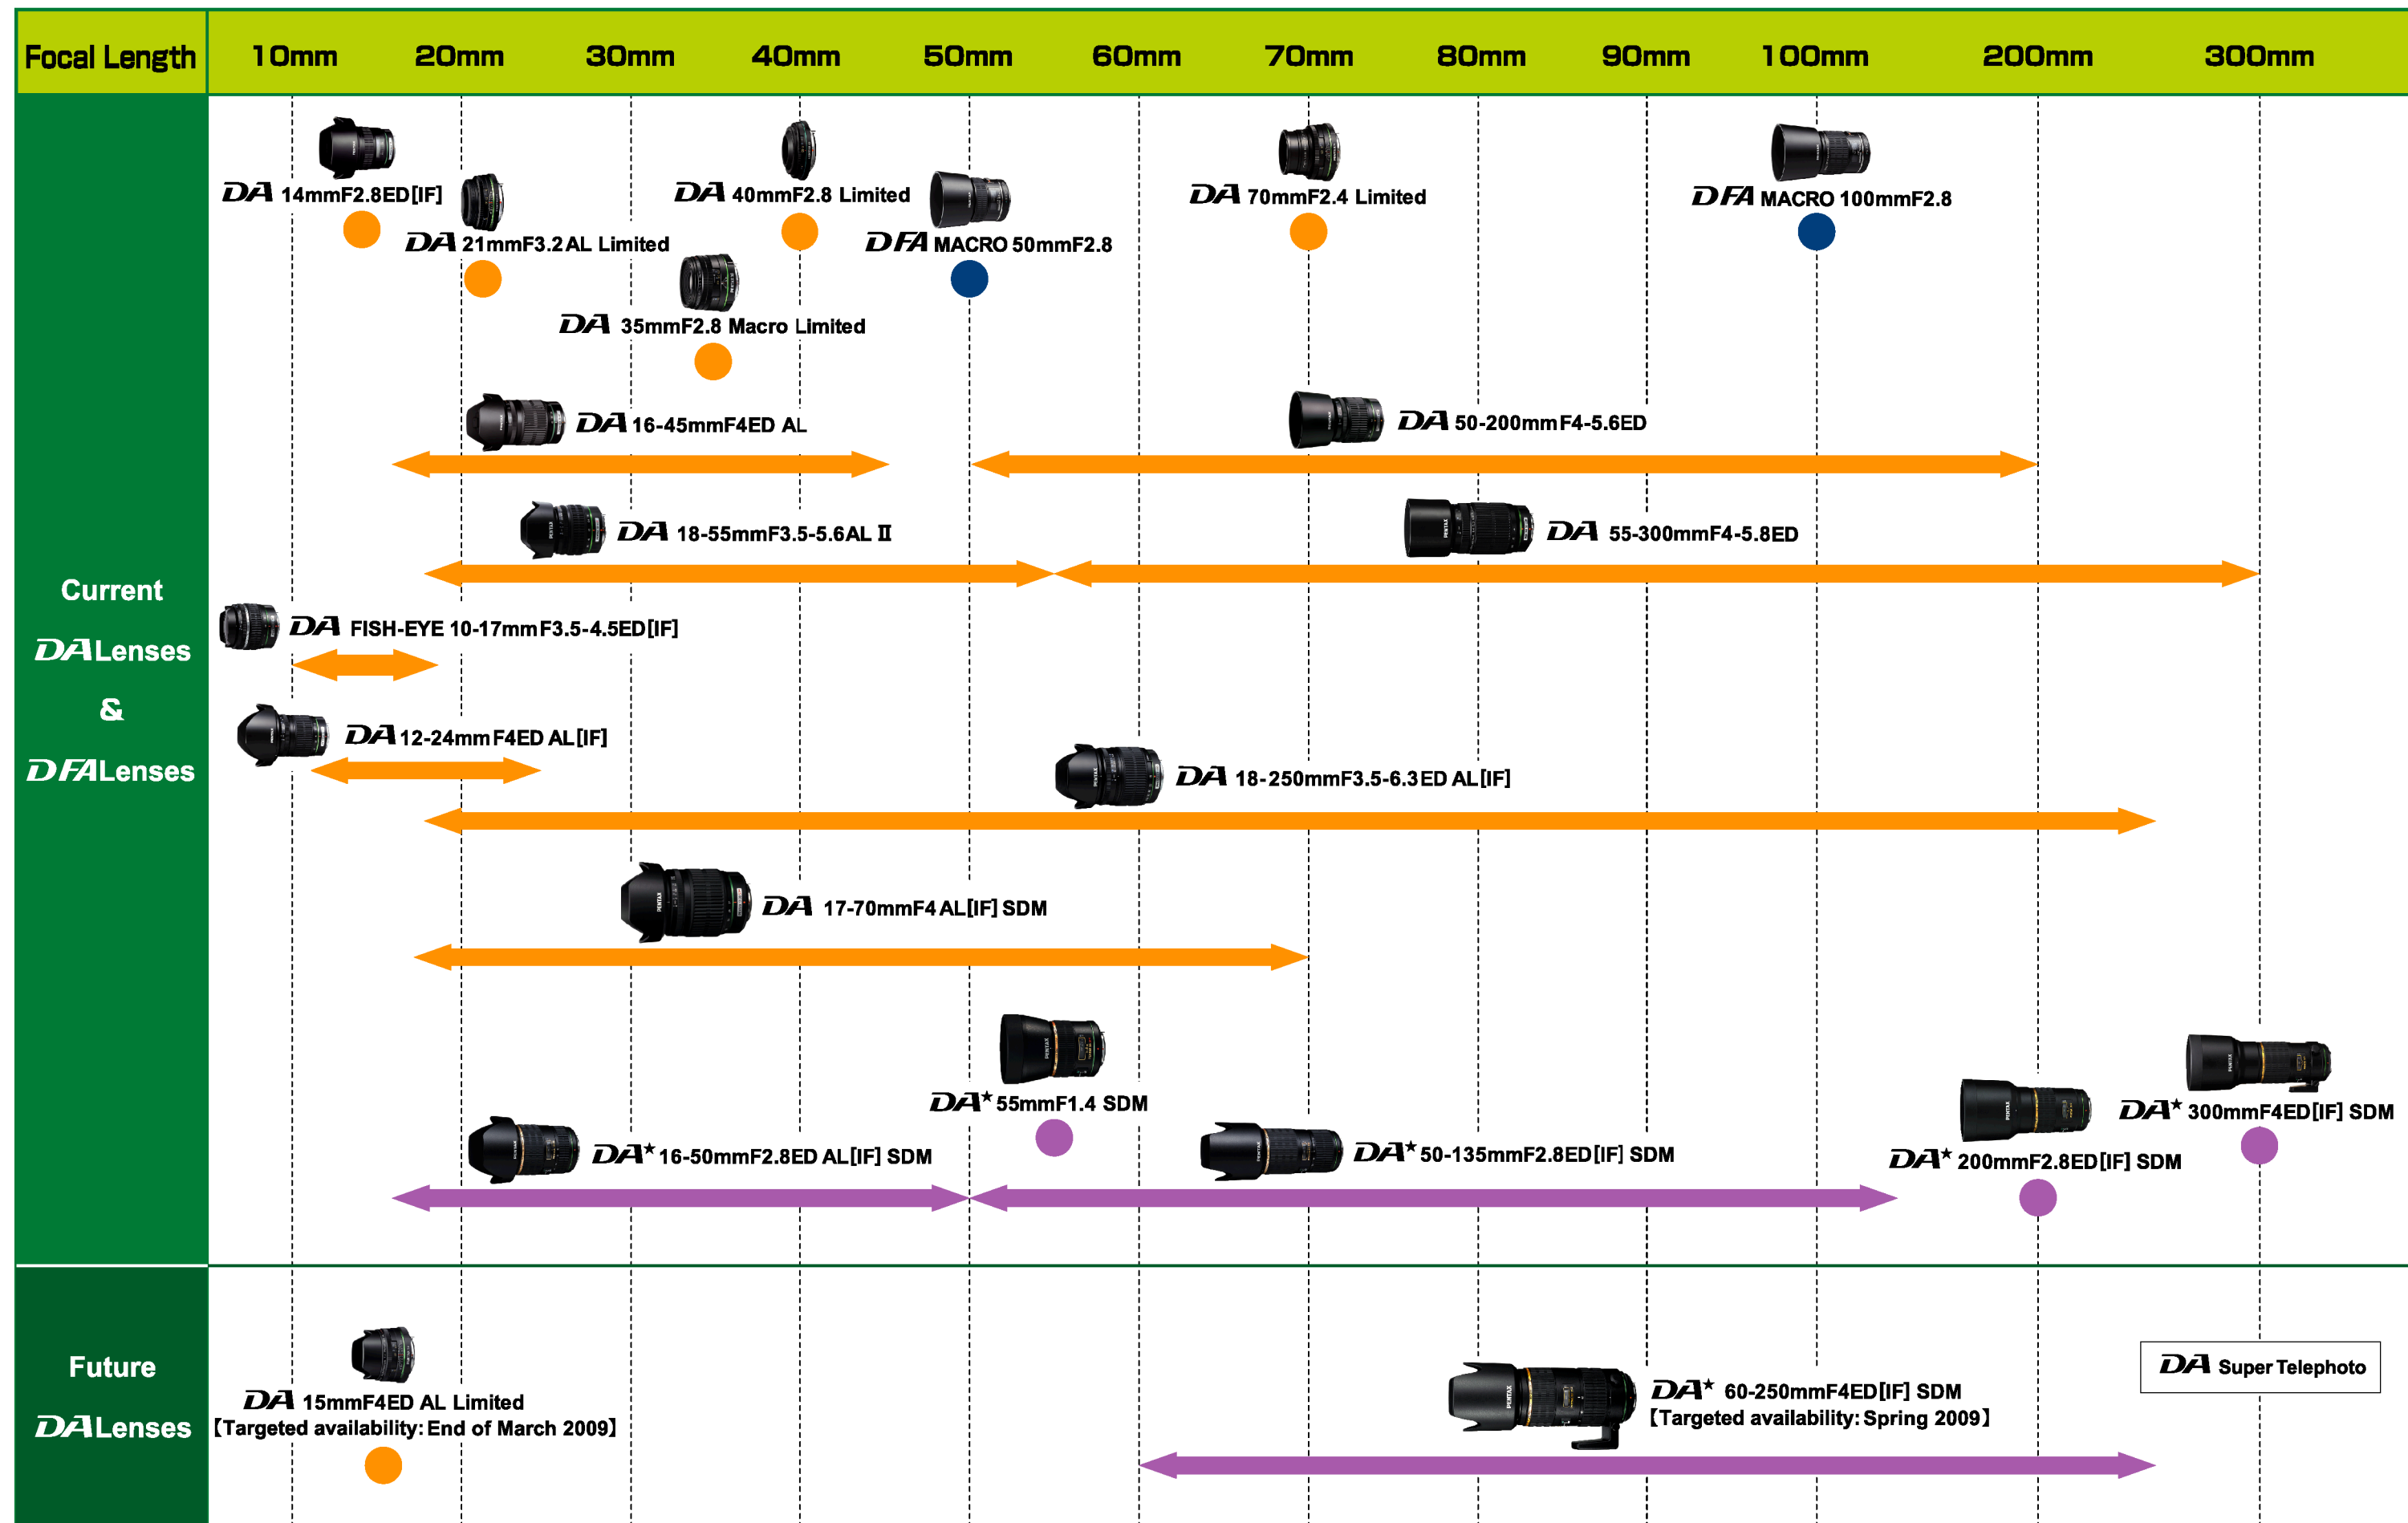 Focal Length 10mm 20mm 30mm 40mm 50mm 60mm 70mm 80mm 90mm 100mm 200mm 300mm
Current
DA Lenses
&
DFA Lenses
DA 14mmF2.8ED[IF]
DA 40mmF2.8 Limited
DA 70mmF2.4 Limited
DFA MACRO 100mmF2.8
DA 21mmF3.2 AL Limited
DFA MACRO 50mmF2.8
DA 35mmF2.8 Macro Limited
DA 16-45mmF4ED AL
DA 50-200mmF4-5.6ED
DA 18-55mmF3.5-5.6AL II
DA 55-300mmF4-5.8ED
DA FISH-EYE 10-17mmF3.5-4.5ED[IF]
DA 12-24mmF4ED AL[IF]
DA 18-250mmF3.5-6.3ED AL[IF]
DA 17-70mmF4 AL[IF] SDM
DA★ 55mmF1.4 SDM
DA★ 300mmF4ED[IF] SDM
DA★ 16-50mmF2.8ED AL[IF] SDM
DA★ 50-135mmF2.8ED[IF] SDM
DA★ 200mmF2.8ED[IF] SDM
Future
DA Lenses
DA 15mmF4ED AL Limited
【Targeted availability: End of March 2009】
DA★ 60-250mmF4ED[IF] SDM
【Targeted availability: Spring 2009】
DA Super Telephoto